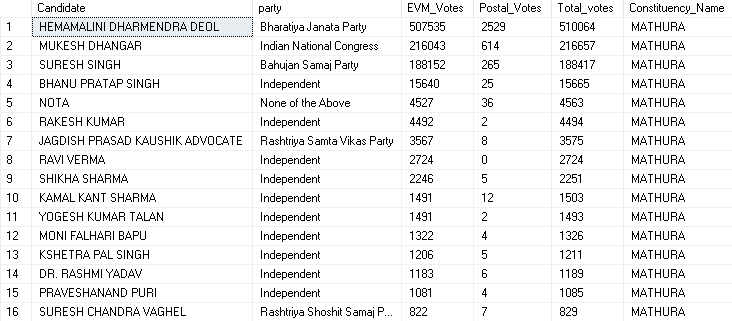 Candidate party EVM_Votes Postal_Votes Total_votes Constituency_Name
1 HEMAMALINI DHARMENDRA DEOL Bharatiya Janata Party 507535 2529 510064 MATHURA
2 MUKESH DHANGAR Indian National Congress 216043 614 216657 MATHURA
3 SURESH SINGH Bahujan Samaj Party 188152 265 188417 MATHURA
4 BHANU PRATAP SINGH Independent 15640 25 15665 MATHURA
5 NOTA None of the Above 4527 36 4563 MATHURA
6 RAKESH KUMAR Independent 4492 2 4494 MATHURA
7 JAGDISH PRASAD KAUSHIK ADVOCATE Rashtriya Samta Vikas Party 3567 8 3575 MATHURA
8 RAVI VERMA Independent 2724 0 2724 MATHURA
9 SHIKHA SHARMA Independent 2246 5 2251 MATHURA
10 KAMAL KANT SHARMA Independent 1491 12 1503 MATHURA
11 YOGESH KUMAR TALAN Independent 1491 2 1493 MATHURA
12 MONI FALHARI BAPU Independent 1322 4 1326 MATHURA
13 KSHETRA PAL SINGH Independent 1206 5 1211 MATHURA
14 DR. RASHMI YADAV Independent 1183 6 1189 MATHURA
15 PRAVESHANAND PURI Independent 1081 4 1085 MATHURA
16 SURESH CHANDRA VAGHEL Rashtriya Shoshit Samaj P... 822 7 829 MATHURA